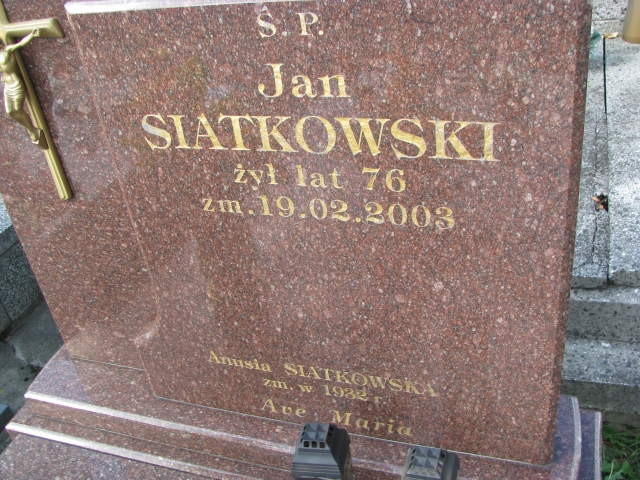 Ś. P.
Jan
SIATKOWSKI
żył lat 76
zm. 19.02.2003
Anusia SIATKOWSKA
zm. w 1932 r.
Ave Maria